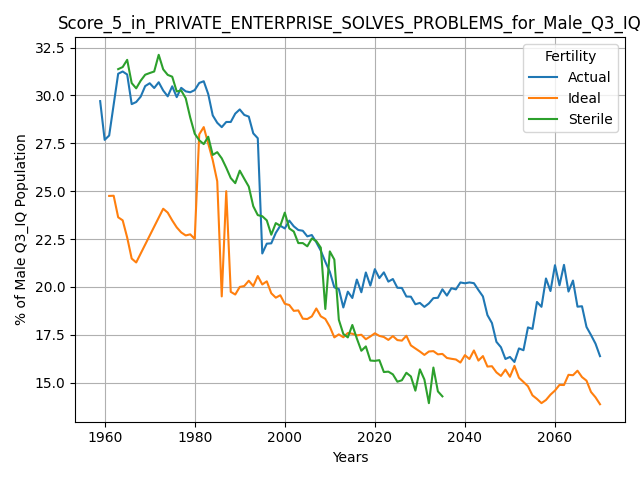 Score_5_in_PRIVATE_ENTERPRISE_SOLVES_PROBLEMS_for_Male_Q3_IQ
Fertility
Actual
Ideal
Sterile
% of Male Q3_IQ Population
32.5
30.0
27.5
25.0
22.5
20.0
17.5
15.0
1960 1980 2000 2020 2040 2060
Years